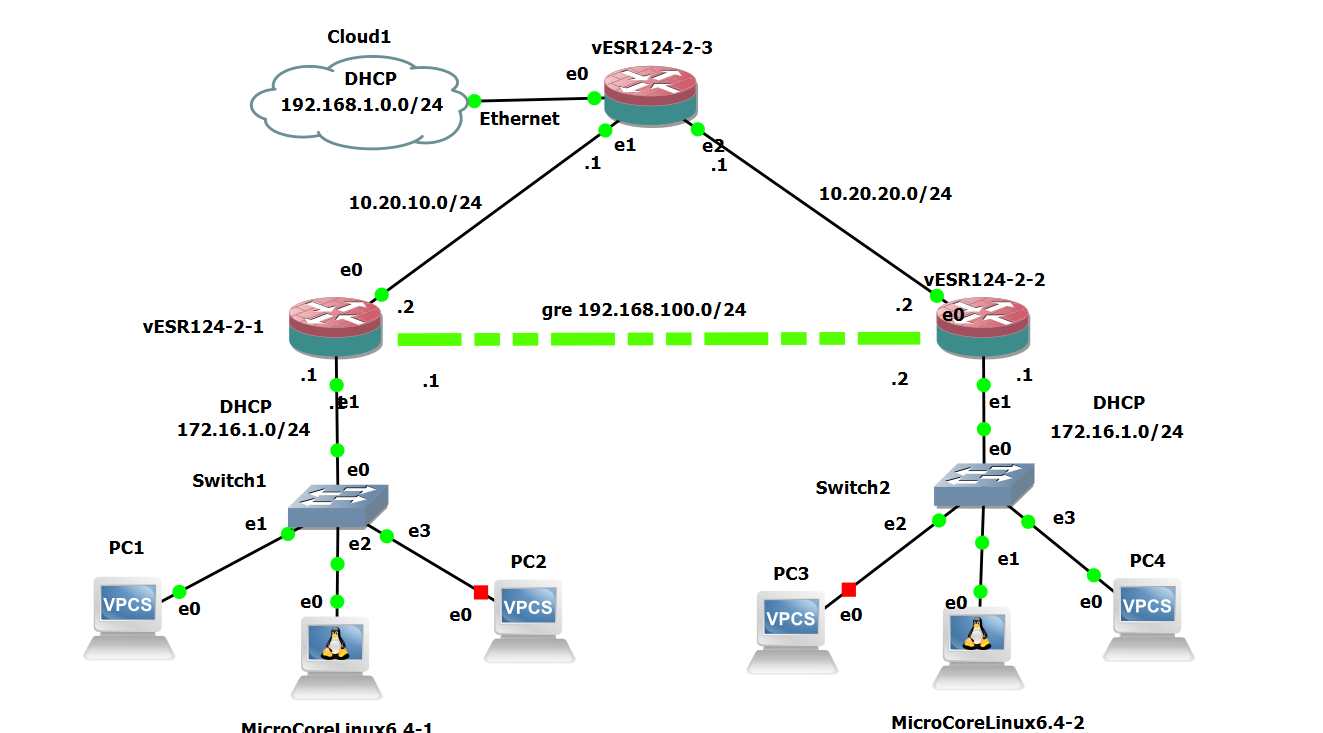 Cloud1
vESR124-2-3
DHCP
e0
192.168.1.0.0/24
Ethernet
e1
e2
.1
.1
10.20.10.0/24
10.20.20.0/24
e0
vESR124-2-2
.2
.2
e0
gre 192.168.100.0/24
vESR124-2-1
.1
.1
.2
.1
DHCP
.1
e1
e1
DHCP
172.16.1.0/24
172.16.1.0/24
e0
e0
Switch1
Switch2
e1
e3
e2
e2
e3
e1
PC1
PC2
PC3
PC4
VPCS
VPCS
VPCS
VPCS
e0
e0
e0
e0
e0
e0
MicroCoreLinux6.4-1
MicroCoreLinux6.4-2